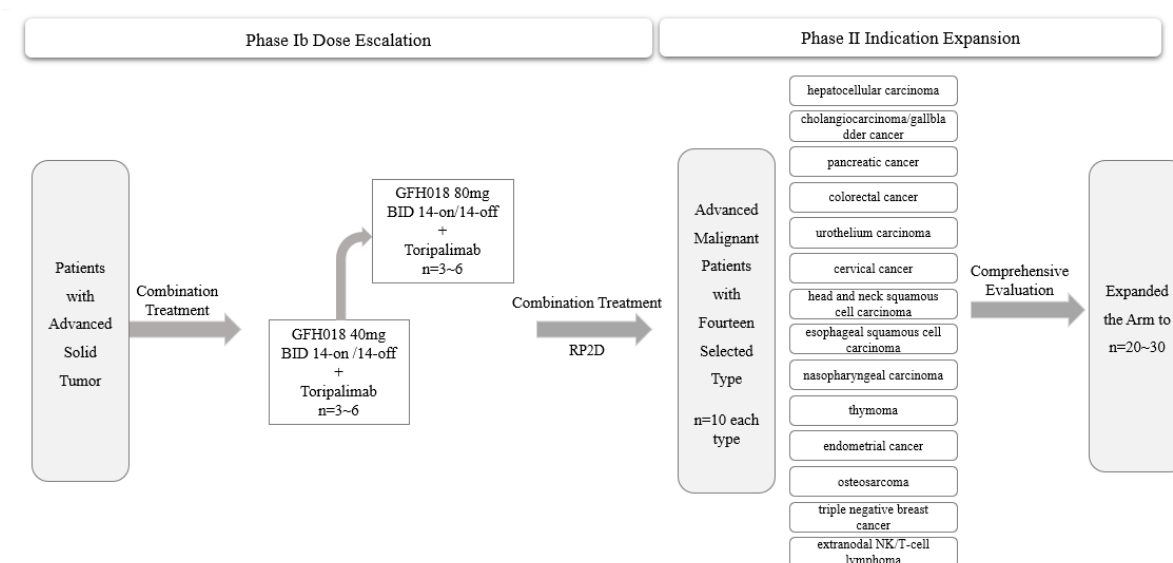 Phase Ib Dose Escalation
Phase II Indication Expansion
Patients
with
Advanced
Solid
Tumor
Combination
Treatment
GFH018 40mg
BID 14-on /14-off
+
Toripalimab
n=3~6
GFH018 80mg
BID 14-on/14-off
+
Toripalimab
n=3~6
Combination Treatment
RP2D
Advanced
Malignant
Patients
with
Fourteen
Selected
Type
n=10 each
type
hepatocellular carcinoma
cholangiocarcinoma/gallbla
dder cancer
pancreatic cancer
colorectal cancer
urothelium carcinoma
cervical cancer
head and neck squamous
cell carcinoma
esophageal squamous cell
carcinoma
nasopharyngeal carcinoma
thymoma
endometrial cancer
osteosarcoma
triple negative breast
cancer
extranodal NK/T-cell
lymphoma
Comprehensive
Evaluation
Expanded
the Arm to
n=20~30